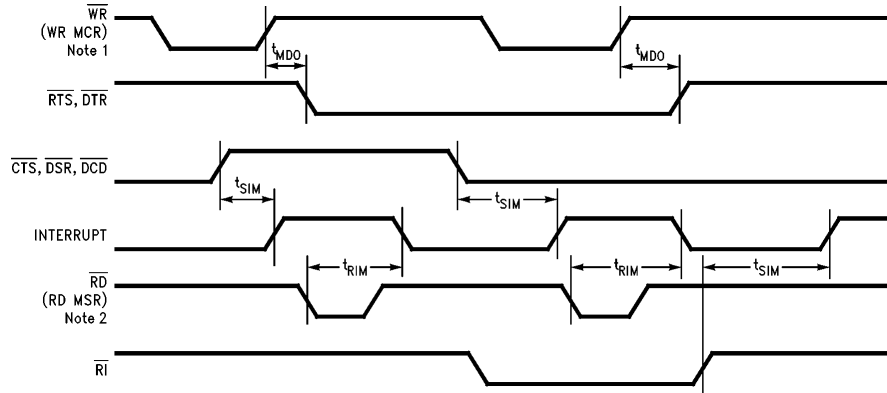 WR
(WR MCR)
Note 1
tMDO
tMDO
RTS, DTR
CTS, DSR, DCD
tSIM
tSIM
INTERRUPT
tRIM
tRIM
tSIM
RD
(RD MSR)
Note 2
RI